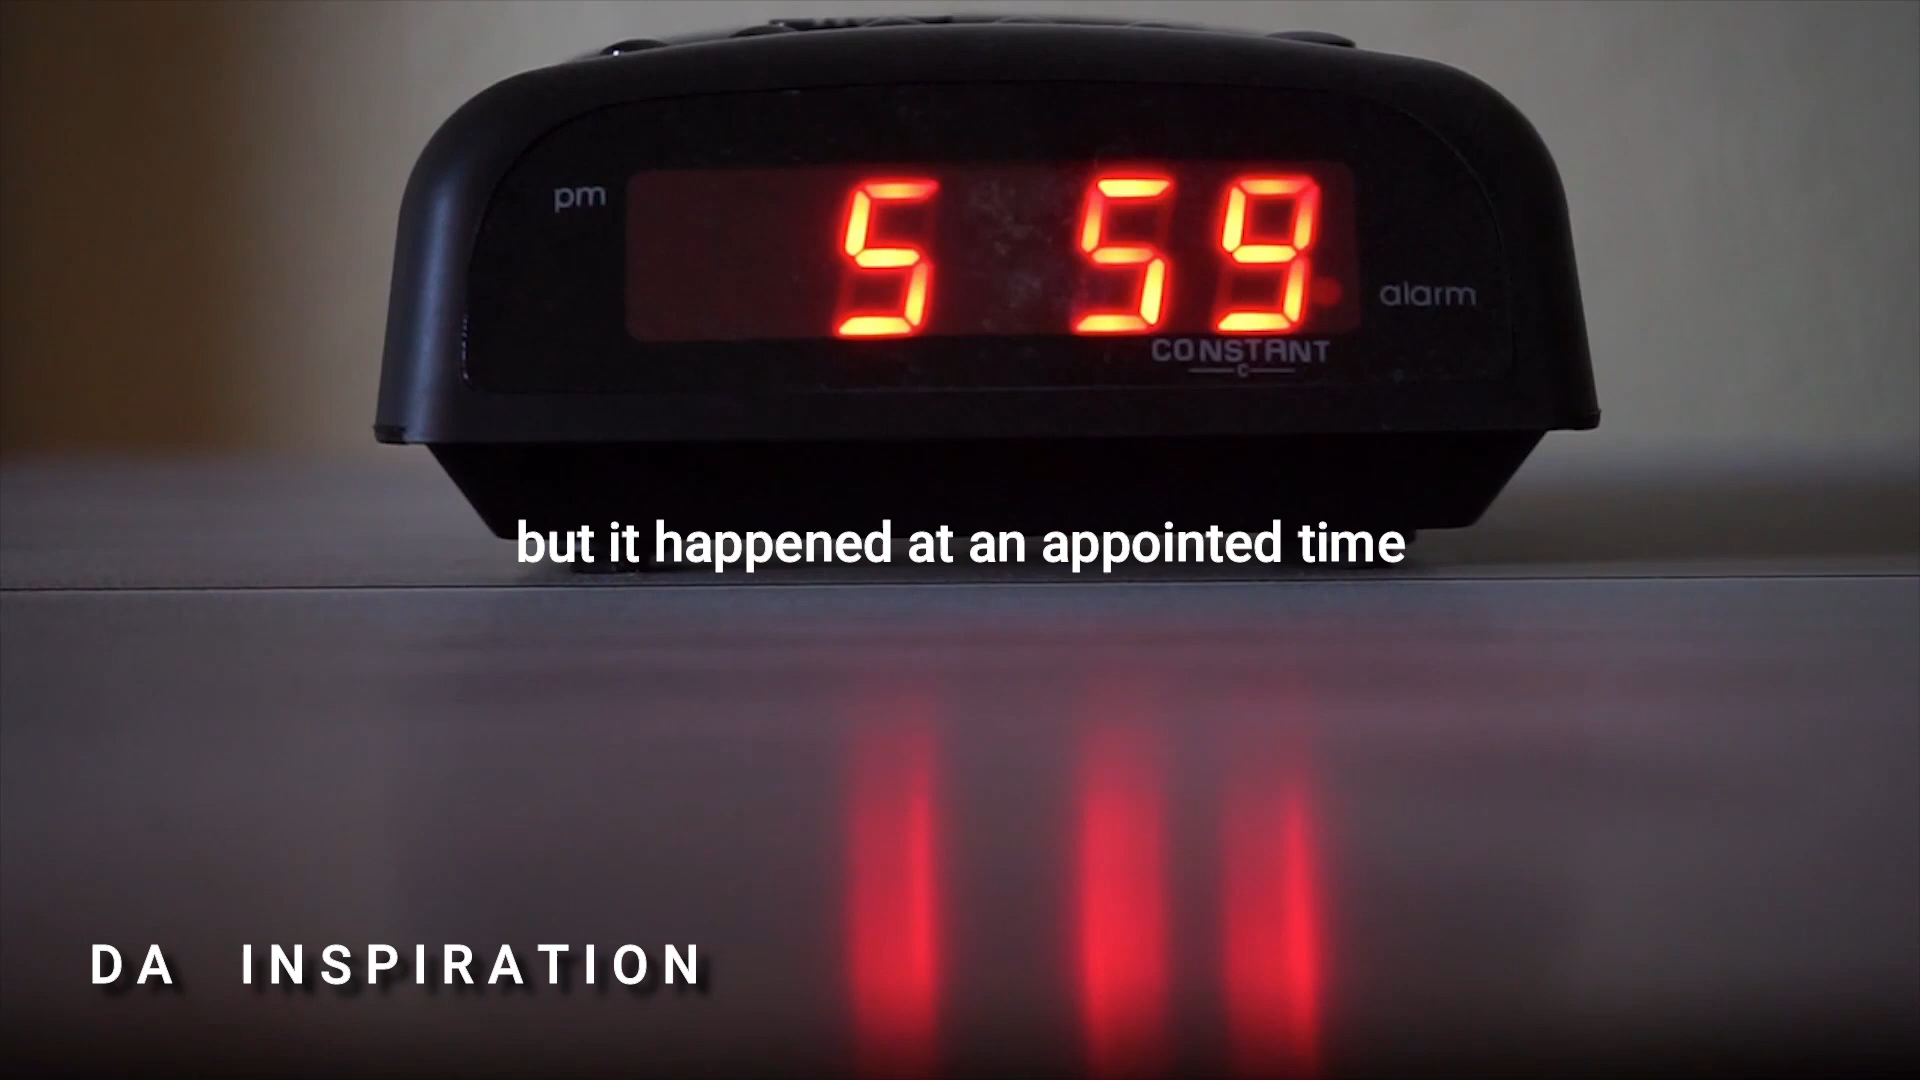 pm
5 59
alarm
CONSTANT
C
but it happened at an appointed time
DA INSPIRATION